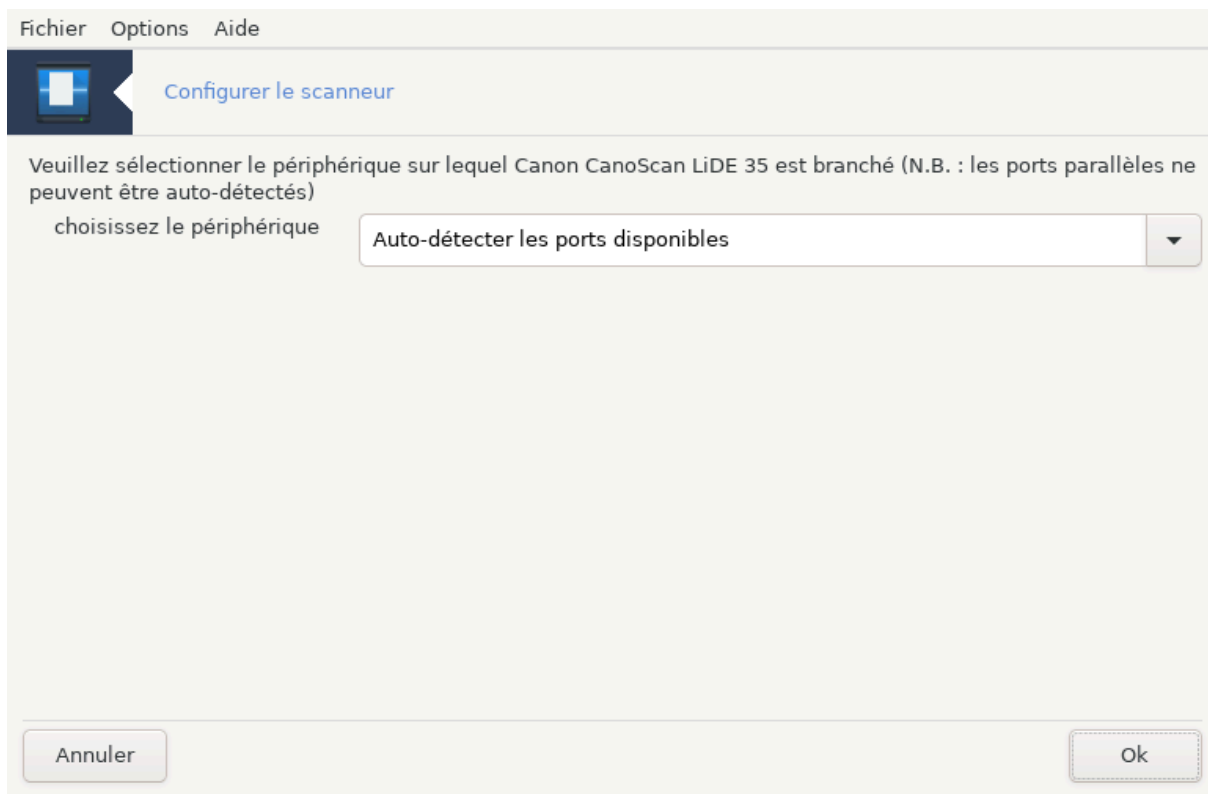 Fichier Options Aide
Configurer le scanneur
Veuillez sélectionner le périphérique sur lequel Canon CanoScan LiDE 35 est branché (N.B. : les ports parallèles ne
peuvent être auto-détectés)
choisissez le périphérique Auto-détecter les ports disponibles
Annuler Ok